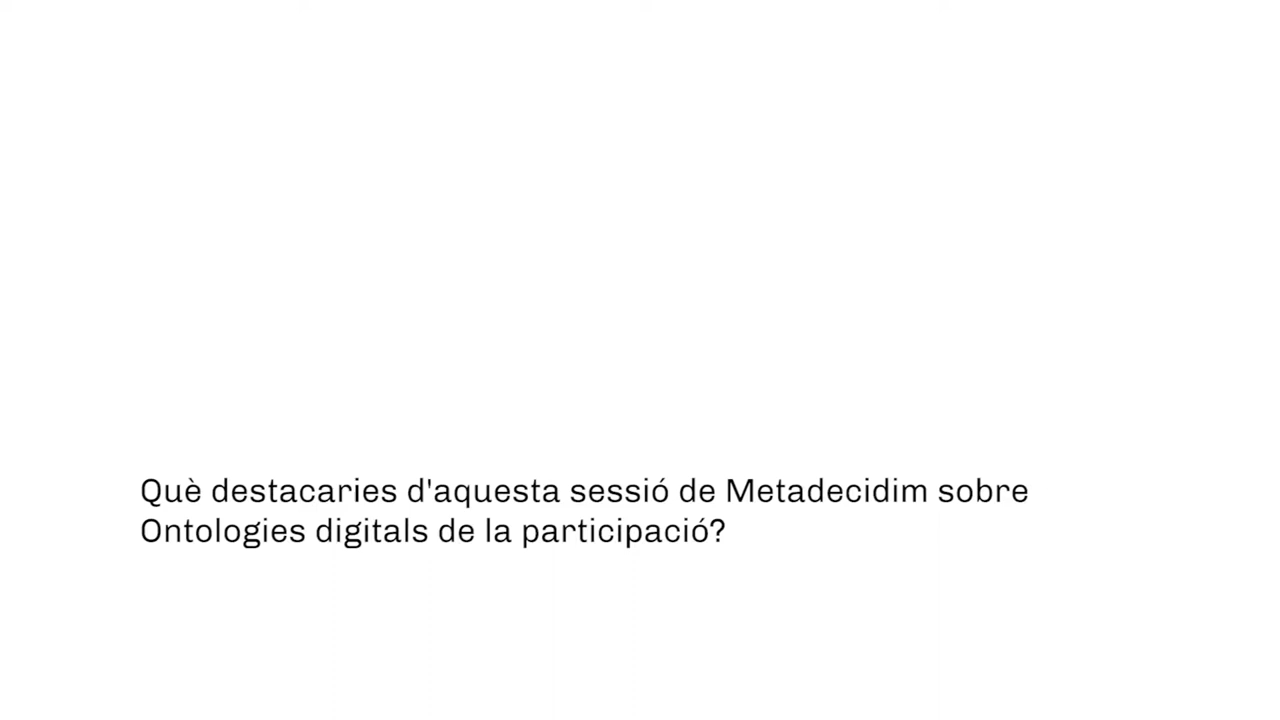 Què destacaries d'aquesta sessió de Metadecidim sobre
Ontologies digitals de la participació?